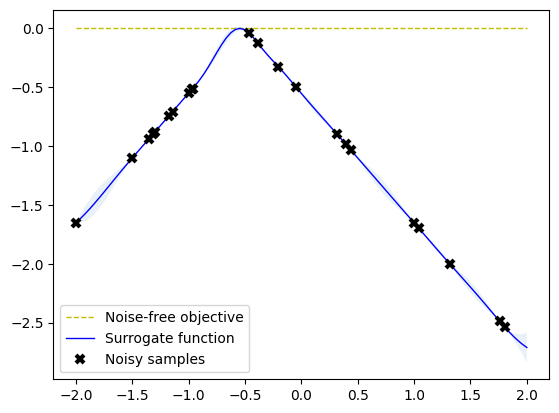 0.0
−0.5
−1.0
−1.5
−2.0
−2.5
Noise-free objective
Surrogate function
Noisy samples
−2.0 −1.5 −1.0 −0.5 0.0 0.5 1.0 1.5 2.0